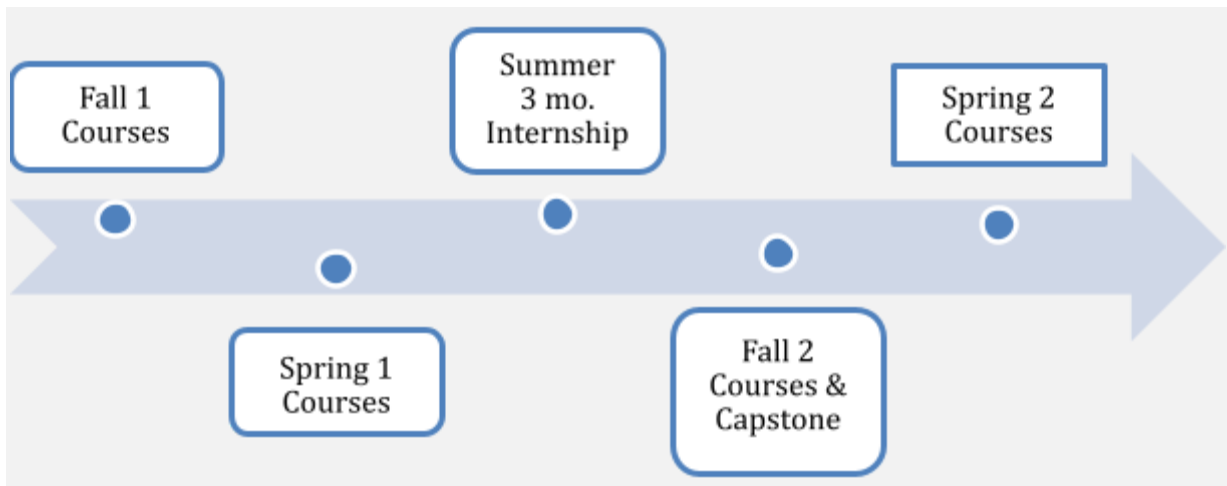 Fall 1
Courses
Spring 1
Courses
Summer
3 mo.
Internship
Fall 2
Courses &
Capstone
Spring 2
Courses